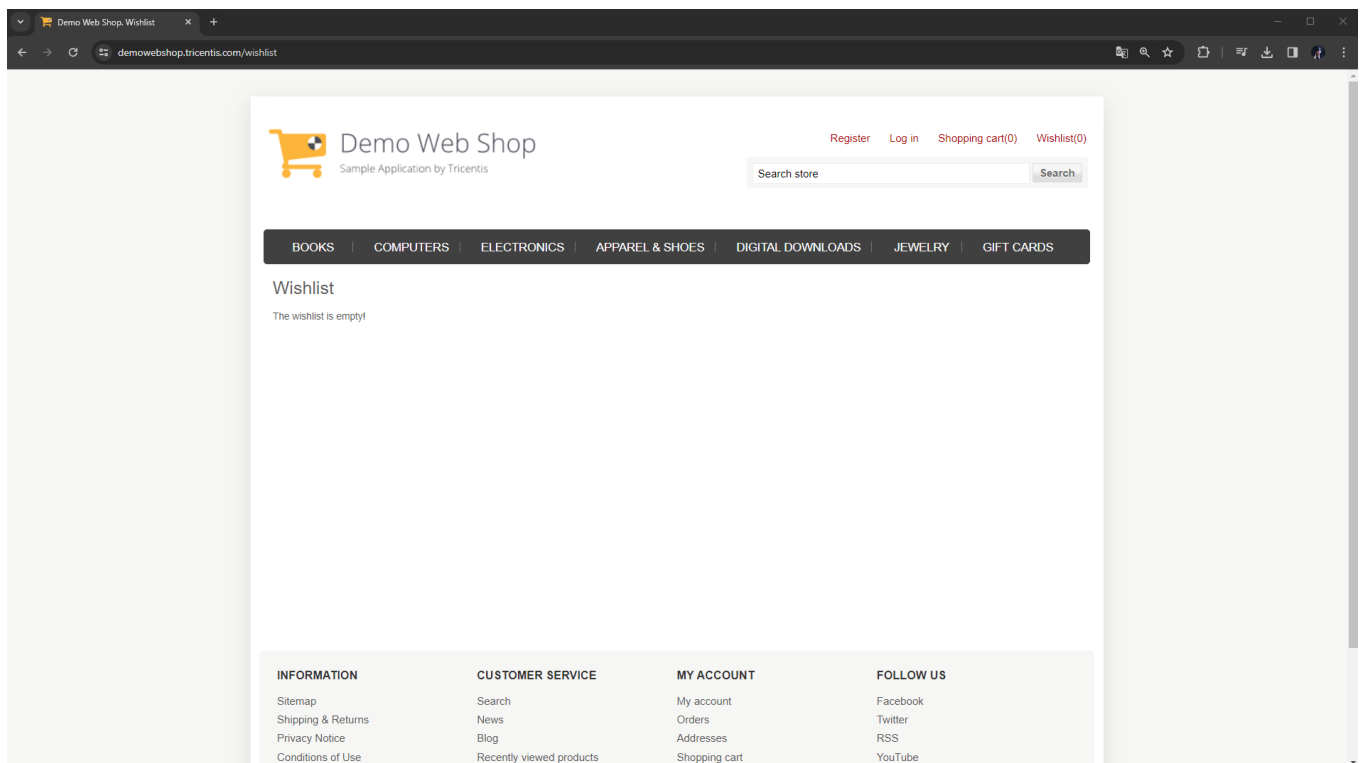 Demo Web Shop. Wishlist
demowebshop.tricentis.com/wishlist
Demo Web Shop
Sample Application by Tricentis
Register Log in Shopping cart(0) Wishlist(0)
Search store Search
BOOKS COMPUTERS ELECTRONICS APPAREL & SHOES DIGITAL DOWNLOADS JEWELRY GIFT CARDS
Wishlist
The wishlist is empty!
INFORMATION CUSTOMER SERVICE MY ACCOUNT FOLLOW US
Sitemap Search My account Facebook
Shipping & Returns News Orders Twitter
Privacy Notice Blog Addresses RSS
Conditions of Use Recently viewed products Shopping cart YouTube